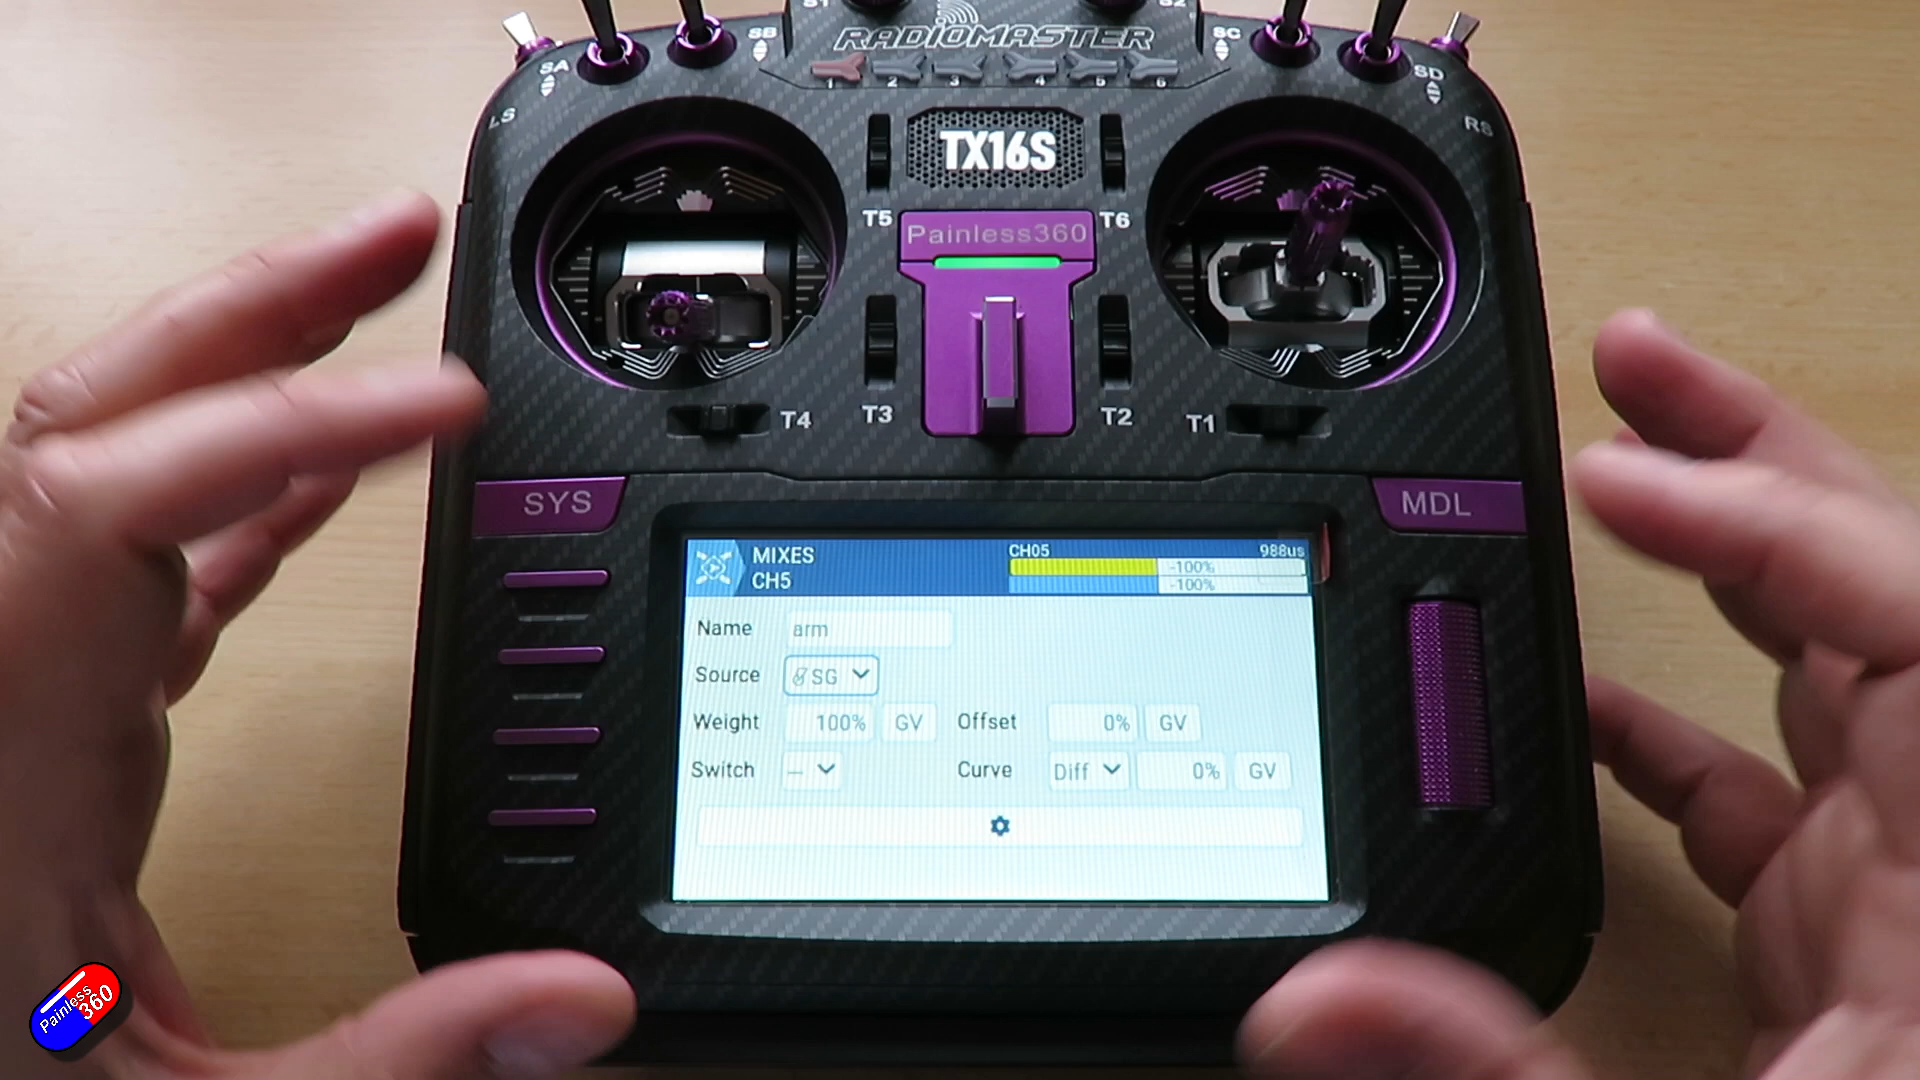 S1
S2
RADIOMASTER
SB
SC
SA
SD
1 2 3 4 5 6
LS
RS
TX16S
T5
T6
Painless360
T4
T3
T2
T1
SYS
MDL
MIXES
CH5
CH05
988us
-100%
-100%
Name arm
Source SG
Weight 100% GV Offset 0% GV
Switch --- Curve Diff 0% GV
Painless
360